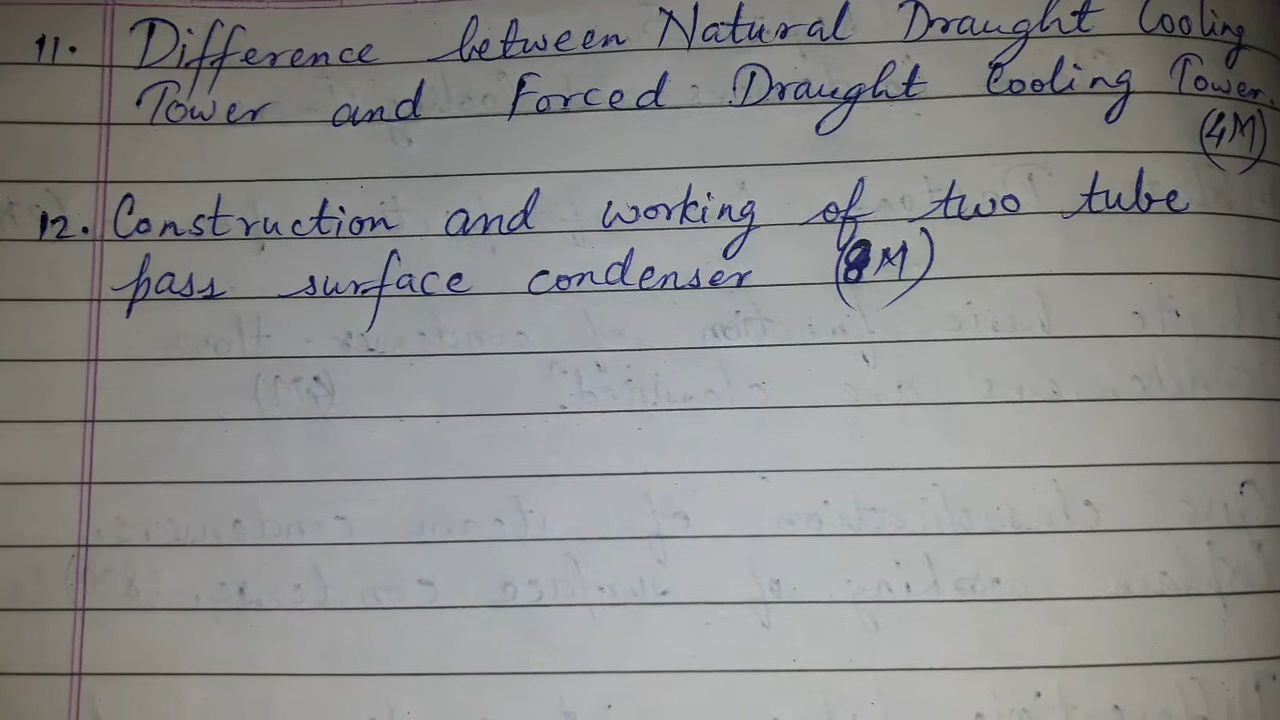 11. Difference between Natural Draught Cooling
Tower and Forced Draught Cooling Tower.
(4M)
12. Construction and working of two tube
pass surface condenser (8M)